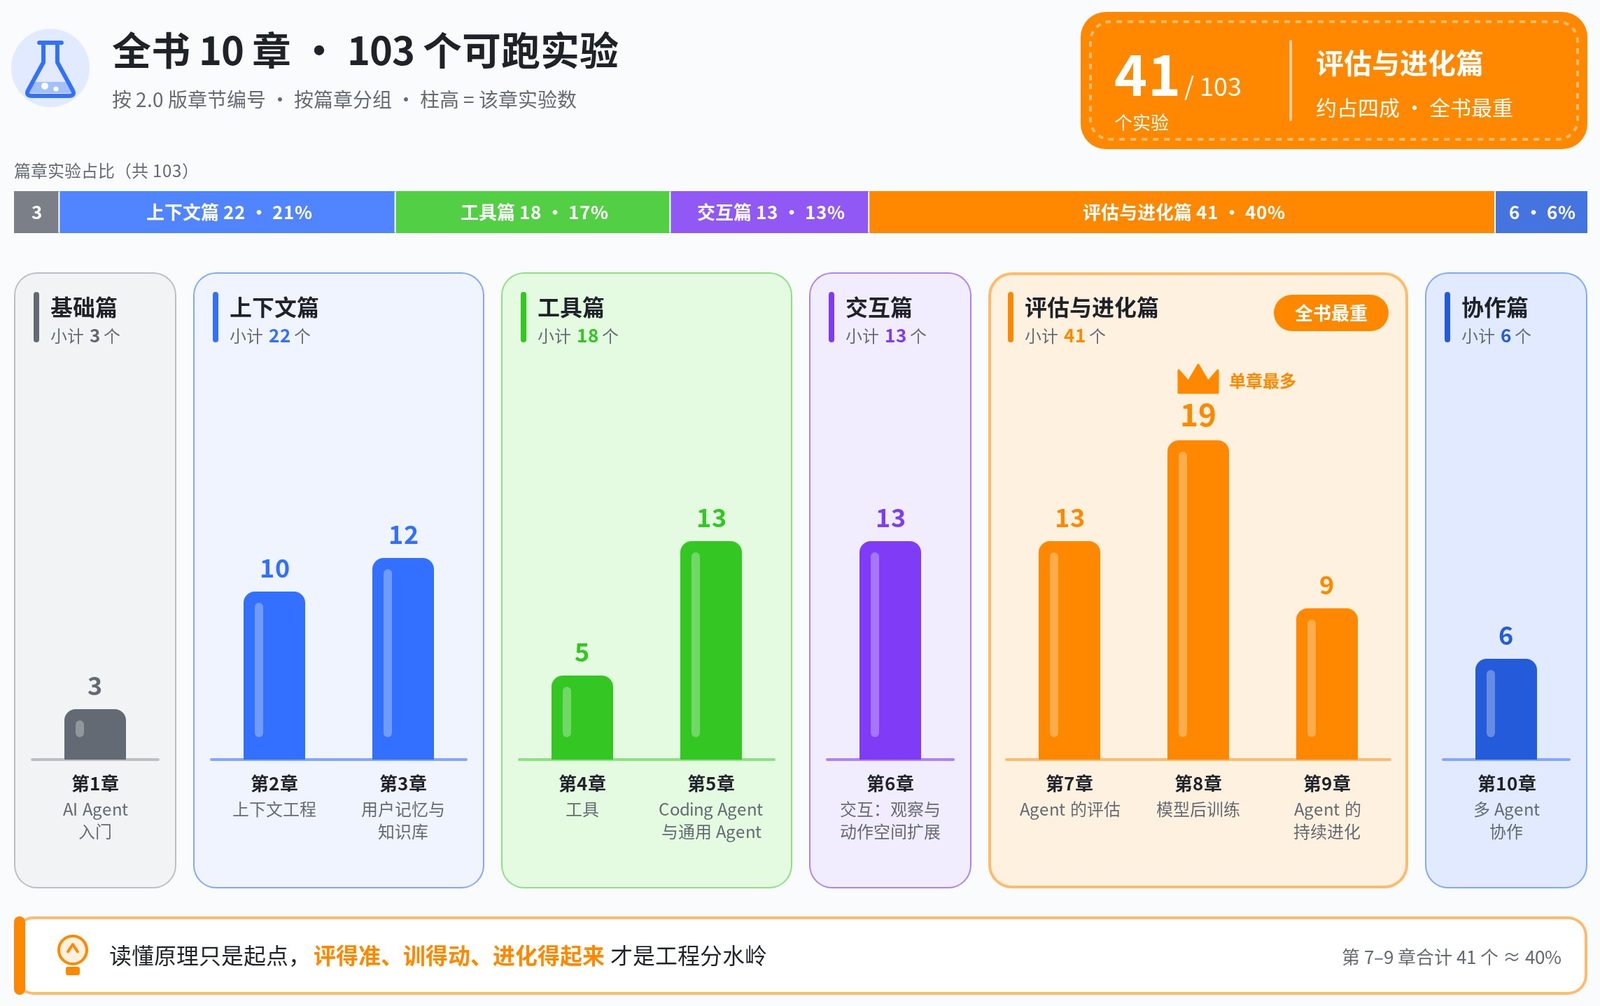 全书 10 章 · 103 个可跑实验
按 2.0 版章节编号 · 按篇章分组 · 柱高 = 该章实验数
41 / 103
个实验
评估与进化篇
约占四成 · 全书最重
篇章实验占比（共 103）
3
上下文篇 22 · 21%
工具篇 18 · 17%
交互篇 13 · 13%
评估与进化篇 41 · 40%
6 · 6%
基础篇
小计 3 个
3
第1章
AI Agent
入门
上下文篇
小计 22 个
10
第2章
上下文工程
12
第3章
用户记忆与
知识库
工具篇
小计 18 个
5
第4章
工具
13
第5章
Coding Agent
与通用 Agent
交互篇
小计 13 个
13
第6章
交互：观察与
动作空间扩展
评估与进化篇
小计 41 个
全书最重
13
第7章
Agent 的评估
单章最多
19
第8章
模型后训练
9
第9章
Agent 的
持续进化
协作篇
小计 6 个
6
第10章
多 Agent
协作
读懂原理只是起点，评得准、训得动、进化得起来 才是工程分水岭
第 7–9 章合计 41 个 ≈ 40%